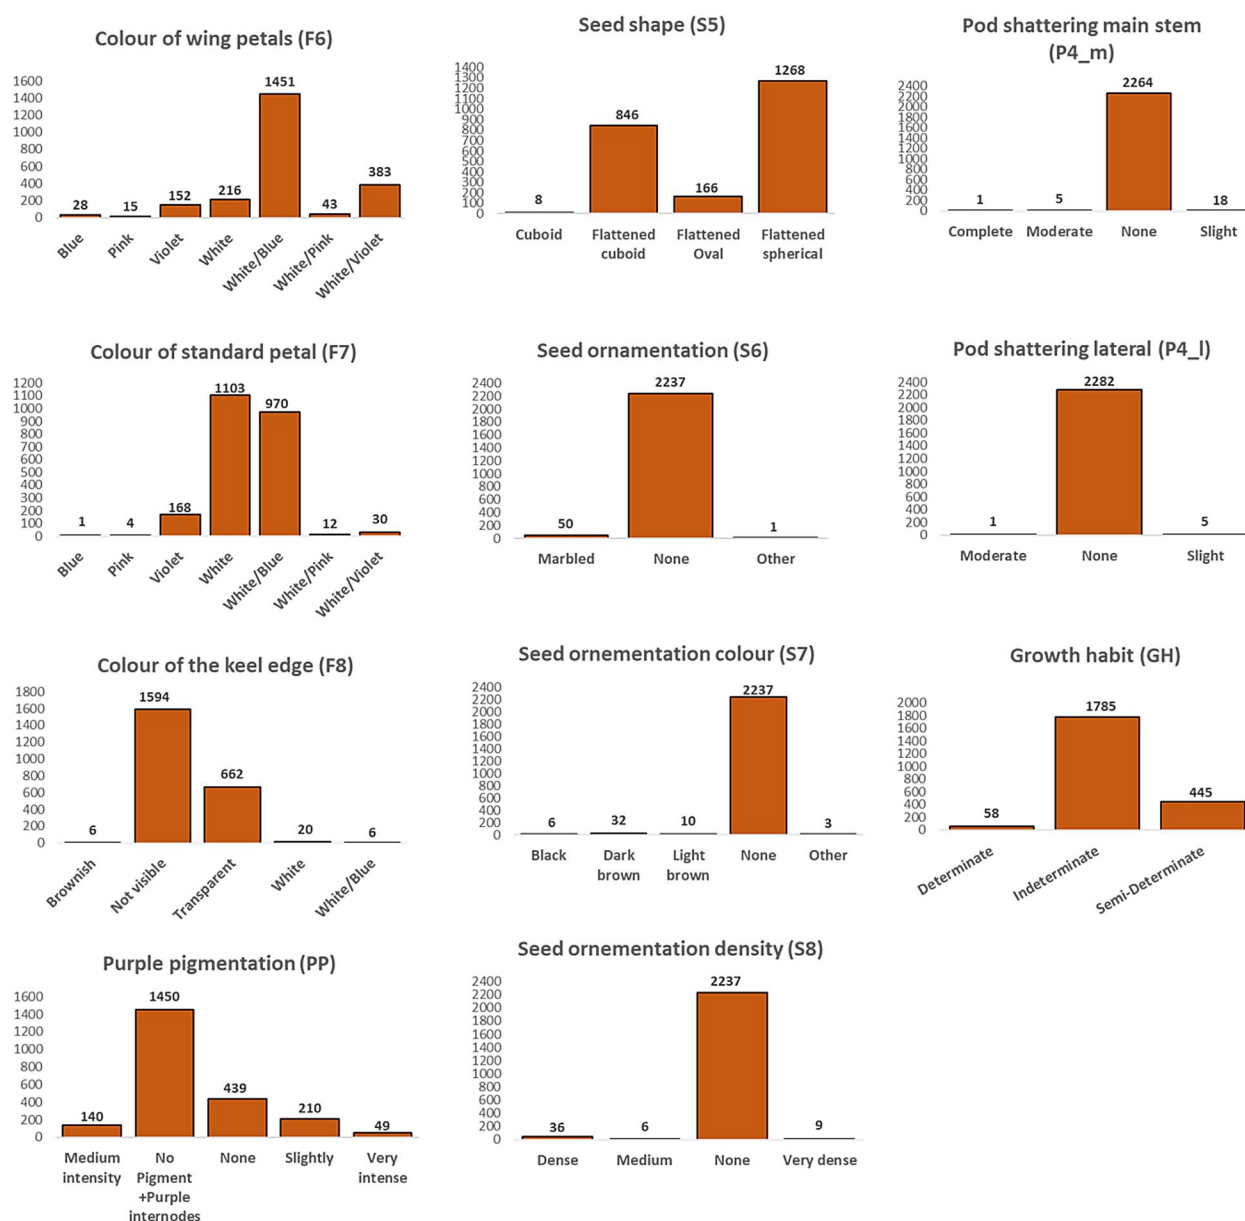 Colour of wing petals (F6)
1600
1400
1200
1000
800
600
400
200
0
28
15
152
216
1451
43
383
Blue
Pink
Violet
White
White/Blue
White/Pink
White/Violet
Seed shape (S5)
1400
1300
1200
1100
1000
900
800
700
600
500
400
300
200
100
0
8
846
166
1268
Cuboid
Flattened
cuboid
Flattened
Oval
Flattened
spherical
Pod shattering main stem
(P4_m)
2400
2200
2000
1800
1600
1400
1200
1000
800
600
400
200
0
1
5
2264
18
Complete
Moderate
None
Slight
Colour of standard petal (F7)
1200
1100
1000
900
800
700
600
500
400
300
200
100
0
1
4
168
1103
970
12
30
Blue
Pink
Violet
White
White/Blue
White/Pink
White/Violet
Seed ornamentation (S6)
2400
2200
2000
1800
1600
1400
1200
1000
800
600
400
200
0
50
2237
1
Marbled
None
Other
Pod shattering lateral (P4_l)
2400
2200
2000
1800
1600
1400
1200
1000
800
600
400
200
0
1
2282
5
Moderate
None
Slight
Colour of the keel edge (F8)
1800
1600
1400
1200
1000
800
600
400
200
0
6
1594
662
20
6
Brownish
Not visible
Transparent
White
White/Blue
Seed ornementation colour (S7)
2400
2200
2000
1800
1600
1400
1200
1000
800
600
400
200
0
6
32
10
2237
3
Black
Dark
brown
Light
brown
None
Other
Growth habit (GH)
2000
1800
1600
1400
1200
1000
800
600
400
200
0
58
1785
445
Determinate
Indeterminate
Semi-Determinate
Purple pigmentation (PP)
1600
1400
1200
1000
800
600
400
200
0
140
1450
439
210
49
Medium
intensity
No
Pigment
+Purple
internodes
None
Slightly
Very
intense
Seed ornementation density (S8)
2400
2200
2000
1800
1600
1400
1200
1000
800
600
400
200
0
36
6
2237
9
Dense
Medium
None
Very dense